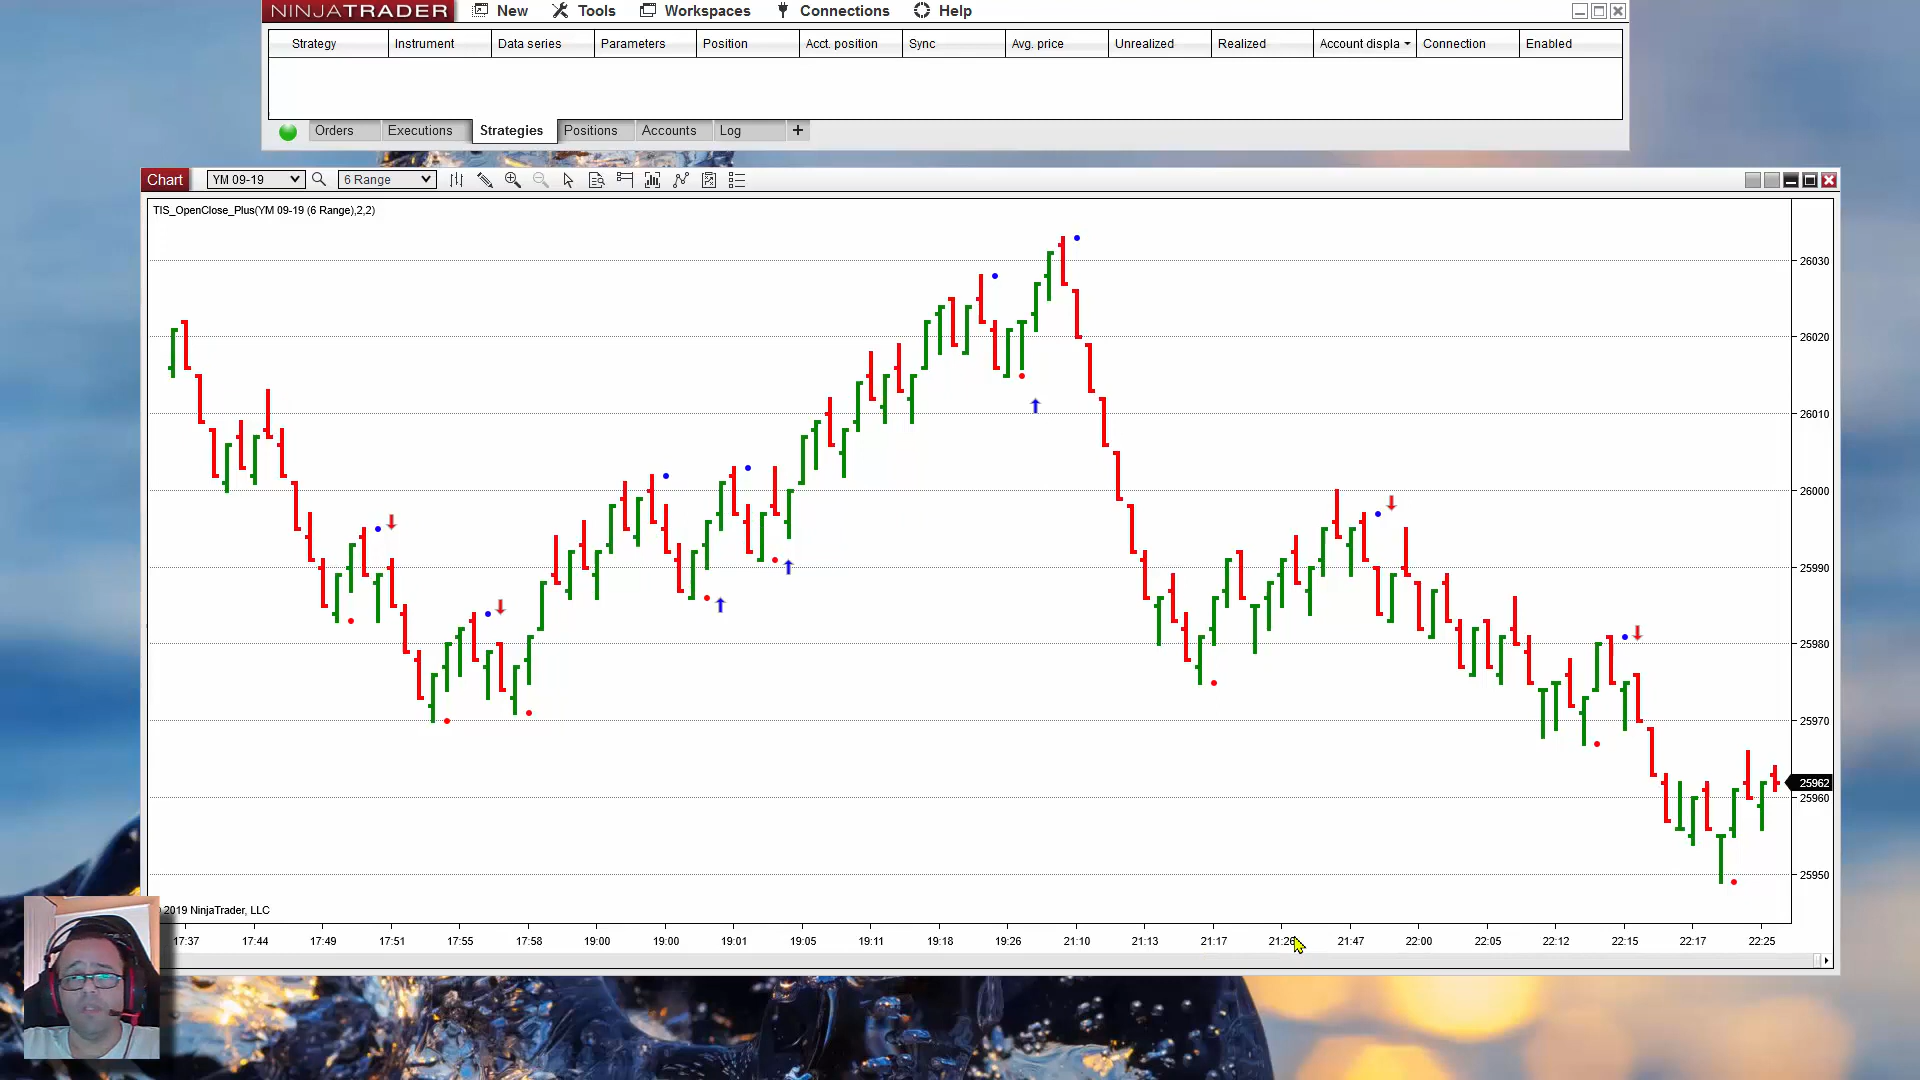 NINJATRADER New Tools Workspaces Connections Help
Strategy Instrument Data series Parameters Position Acct. position Sync Avg. price Unrealized Realized Account displa Connection Enabled
Orders Executions Strategies Positions Accounts Log +
Chart YM 09-19 6 Range
TIS_OpenClose_Plus(YM 09-19 (6 Range),2,2)
26030
26020
26010
26000
25990
25980
25970
25962
25960
25950
2019 NinjaTrader, LLC
17:37 17:44 17:49 17:51 17:55 17:58 19:00 19:00 19:01 19:05 19:11 19:18 19:26 21:10 21:13 21:17 21:26 21:47 22:00 22:05 22:12 22:15 22:17 22:25